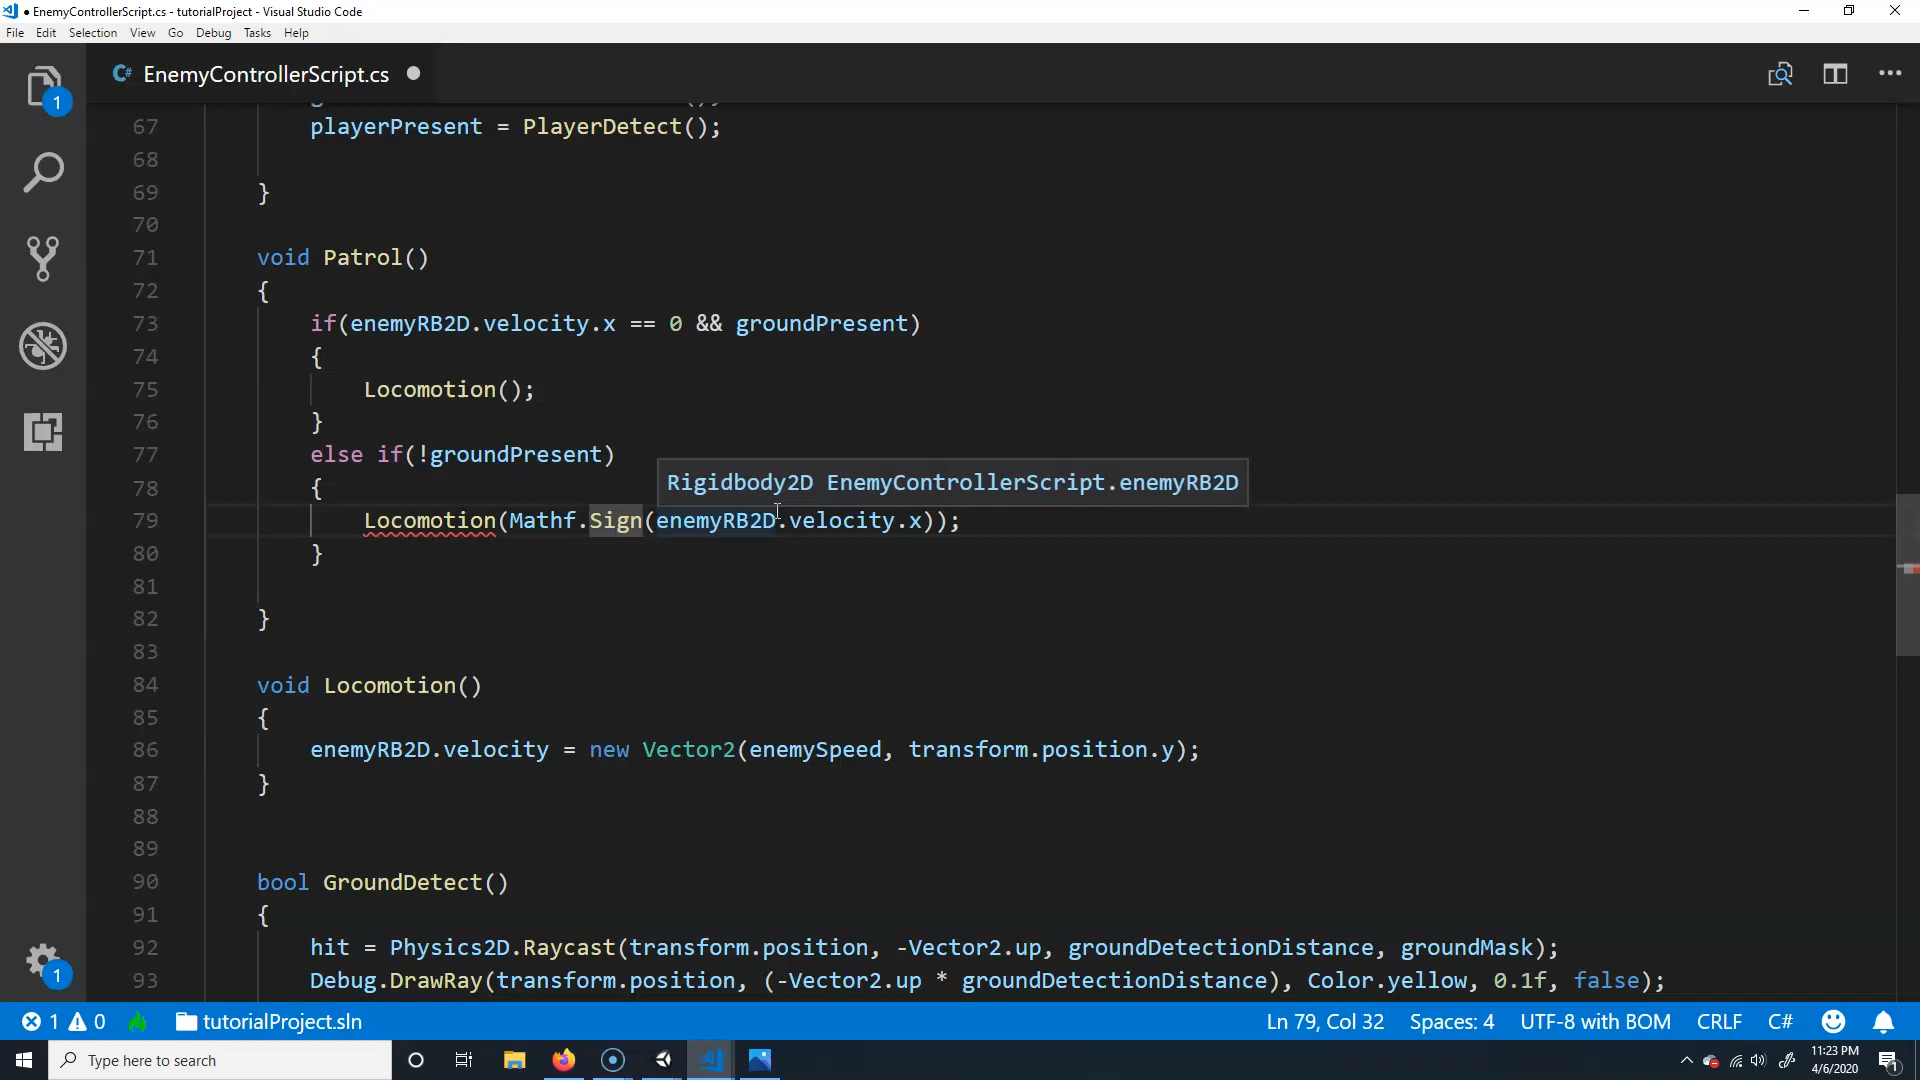 EnemyControllerScript.cs - tutorialProject - Visual Studio Code
File Edit Selection View Go Debug Tasks Help
C# EnemyControllerScript.cs
1
67 playerPresent = PlayerDetect();
68
69 }
70
71 void Patrol()
72 {
73 if(enemyRB2D.velocity.x == 0 && groundPresent)
74 {
75 Locomotion();
76 }
77 else if(!groundPresent)
Rigidbody2D EnemyControllerScript.enemyRB2D
78 {
79 Locomotion(Mathf.Sign(enemyRB2D.velocity.x));
80 }
81
82 }
83
84 void Locomotion()
85 {
86 enemyRB2D.velocity = new Vector2(enemySpeed, transform.position.y);
87 }
88
89
90 bool GroundDetect()
91 {
92 hit = Physics2D.Raycast(transform.position, -Vector2.up, groundDetectionDistance, groundMask);
93 Debug.DrawRay(transform.position, (-Vector2.up * groundDetectionDistance), Color.yellow, 0.1f, false);
1
1 0 tutorialProject.sln Ln 79, Col 32 Spaces: 4 UTF-8 with BOM CRLF C#
Type here to search
11:23 PM
4/6/2020
1